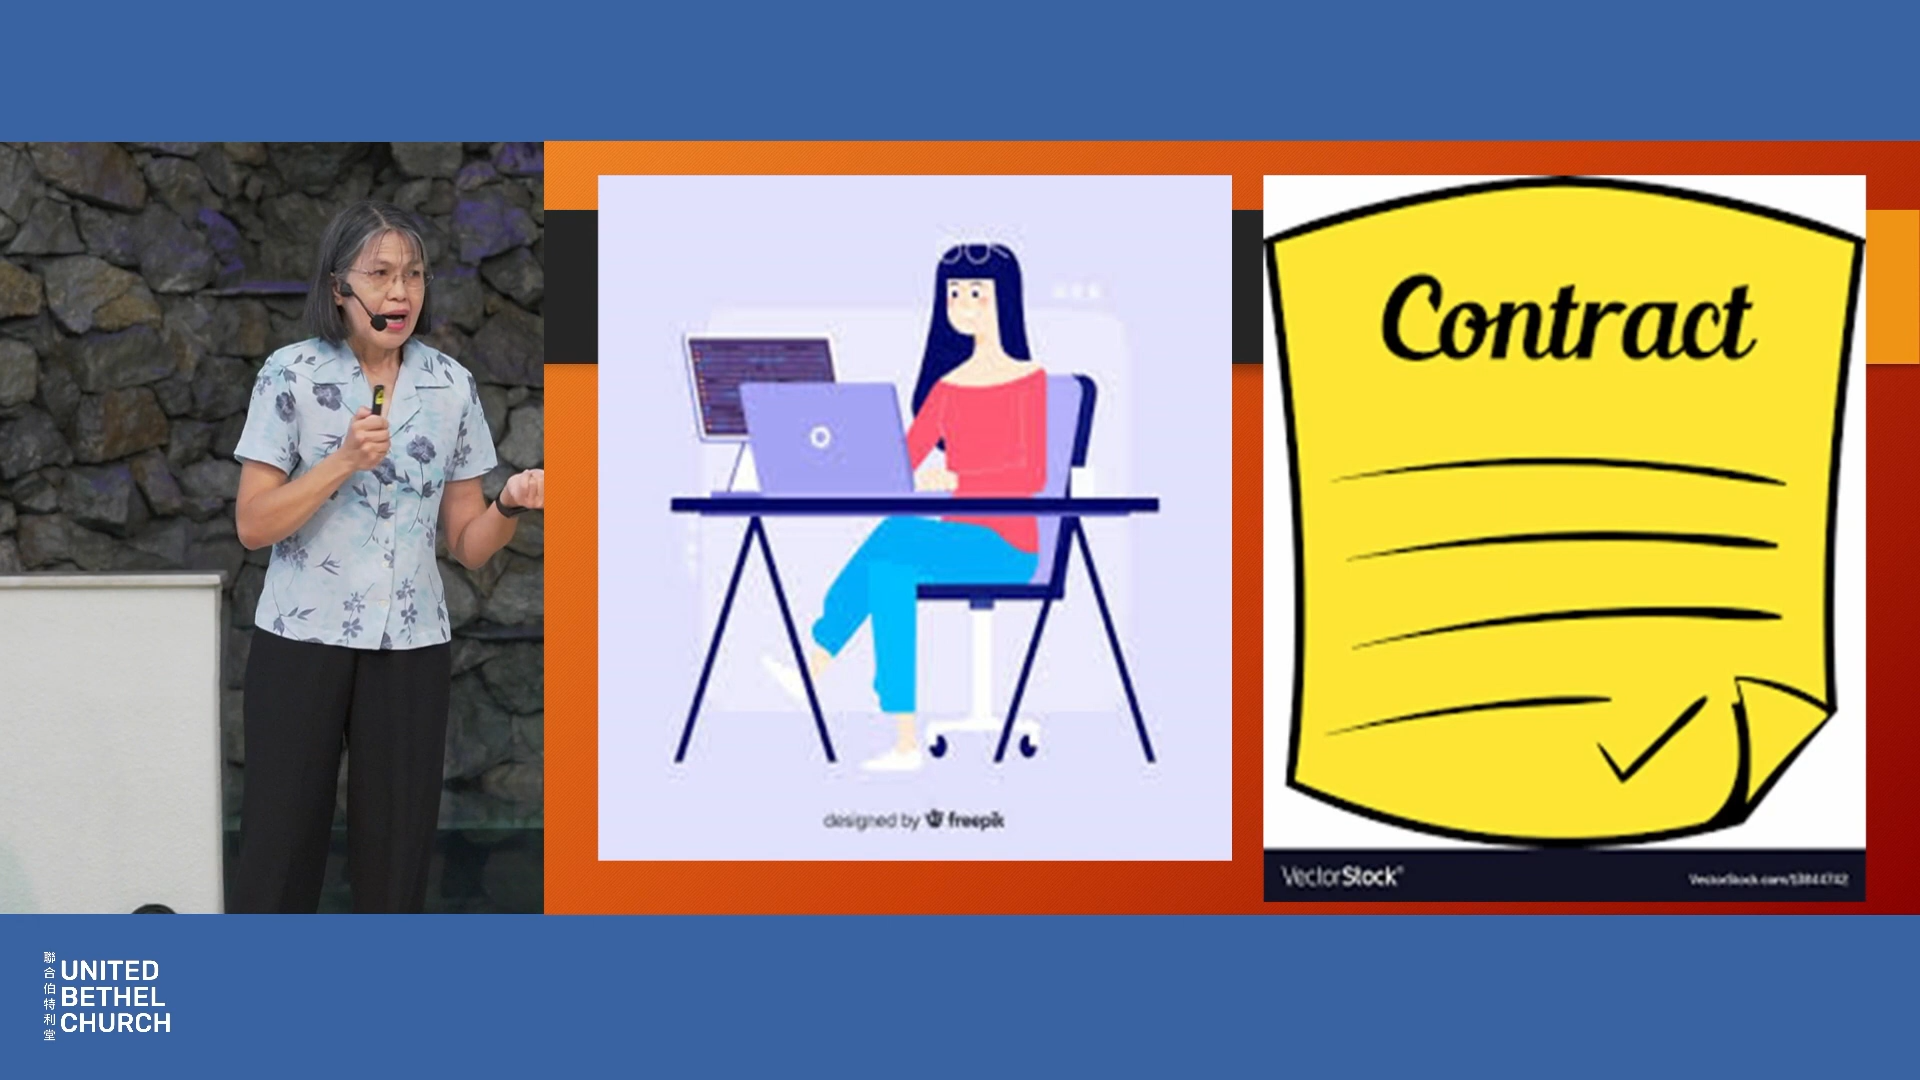 Contract
designed by freepik
VectorStock®
聯合伯特利堂
UNITED
BETHEL
CHURCH